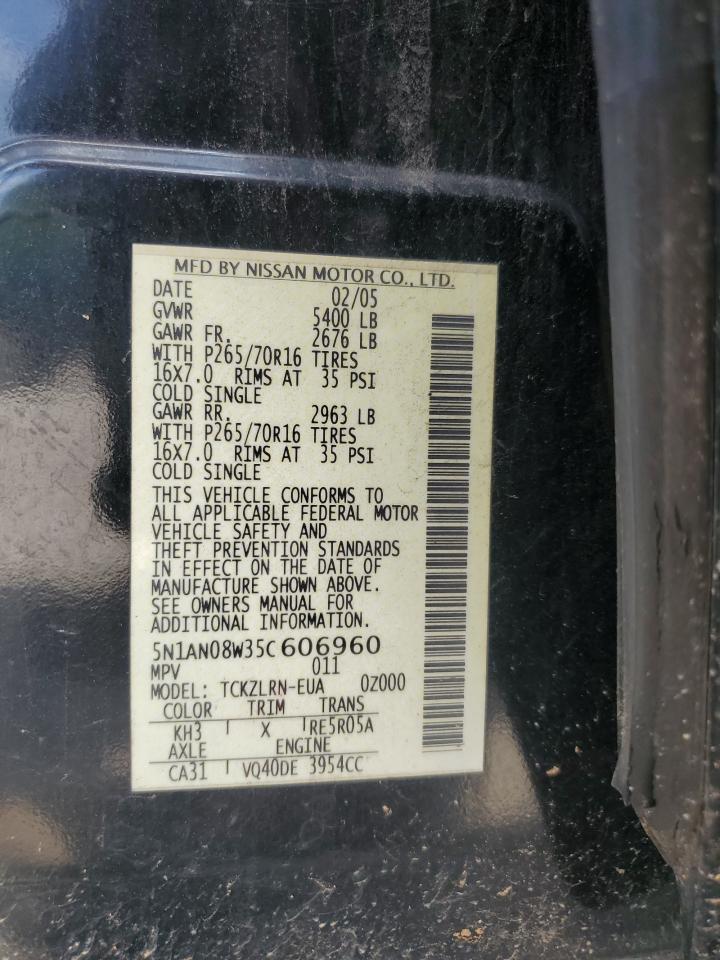 MFD BY NISSAN MOTOR CO., LTD.
DATE 02/05
GVWR 5400 LB
GAWR FR. 2676 LB
WITH P265/70R16 TIRES
16X7.0 RIMS AT 35 PSI
COLD SINGLE
GAWR RR. 2963 LB
WITH P265/70R16 TIRES
16X7.0 RIMS AT 35 PSI
COLD SINGLE
THIS VEHICLE CONFORMS TO
ALL APPLICABLE FEDERAL MOTOR
VEHICLE SAFETY AND
THEFT PREVENTION STANDARDS
IN EFFECT ON THE DATE OF
MANUFACTURE SHOWN ABOVE.
SEE OWNERS MANUAL FOR
ADDITIONAL INFORMATION.
5N1AN08W35C606960
MPV 011
MODEL: TCKZLRN-EUA 0Z000
COLOR TRIM TRANS
KH3 X RE5R05A
AXLE ENGINE
CA31 VQ40DE 3954CC